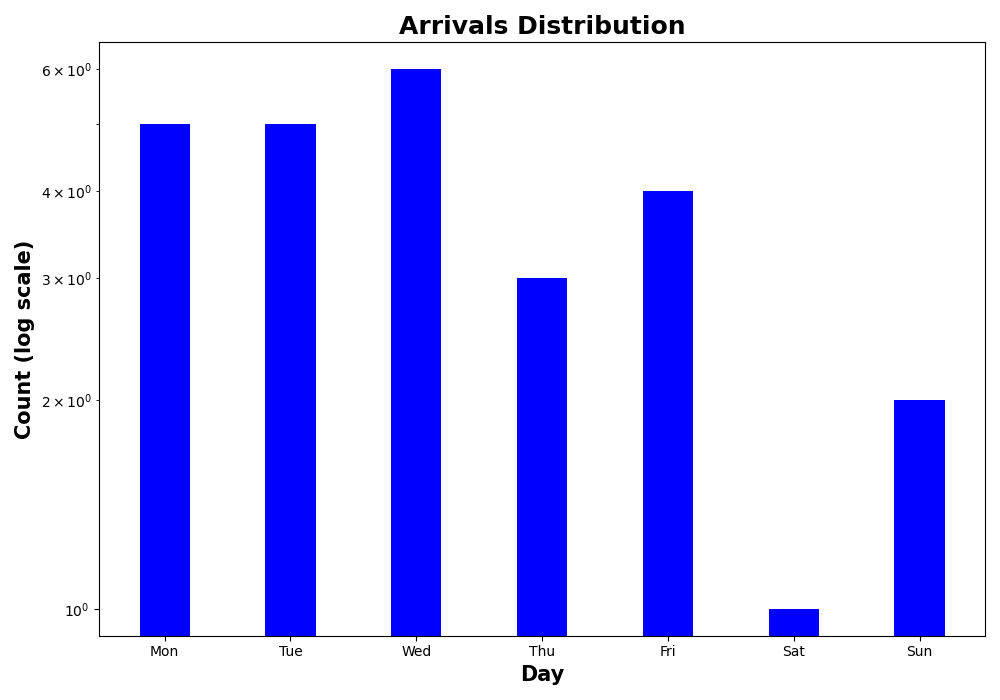 Arrivals Distribution
Count (log scale)
6 × 10⁰
4 × 10⁰
3 × 10⁰
2 × 10⁰
10⁰
Mon Tue Wed Thu Fri Sat Sun
Day